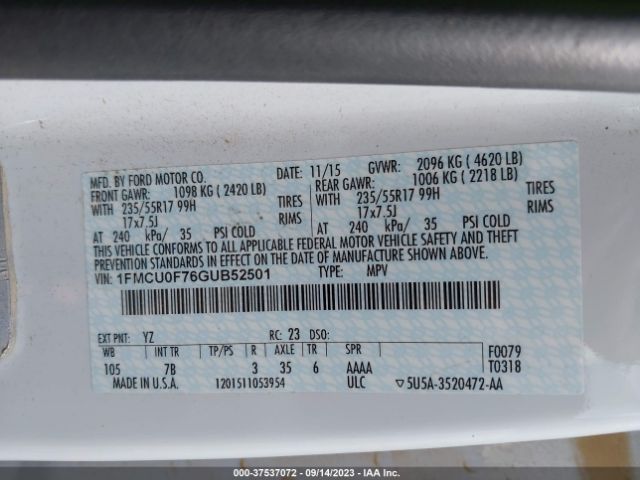 MFD. BY FORD MOTOR CO. DATE: 11/15 GVWR: 2096 KG ( 4620 LB)
FRONT GAWR: 1098 KG ( 2420 LB) REAR GAWR: 1006 KG ( 2218 LB)
WITH 235/55R17 99H TIRES WITH 235/55R17 99H TIRES
17x7.5J RIMS 17x7.5J RIMS
AT 240 kPa/ 35 PSI COLD AT 240 kPa/ 35 PSI COLD
THIS VEHICLE CONFORMS TO ALL APPLICABLE FEDERAL MOTOR VEHICLE SAFETY AND THEFT
PREVENTION STANDARDS IN EFFECT ON THE DATE OF MANUFACTURE SHOWN ABOVE.
VIN: 1FMCU0F76GUB52501 TYPE: MPV
EXT PNT: YZ RC: 23 DSO:
WB INT TR TP/PS R AXLE TR SPR F0079
105 7B 3 35 6 AAAA T0318
MADE IN U.S.A. 1201511053954 ULC ▽5U5A-3520472-AA
000-37537072 - 09/14/2023 - IAA Inc.